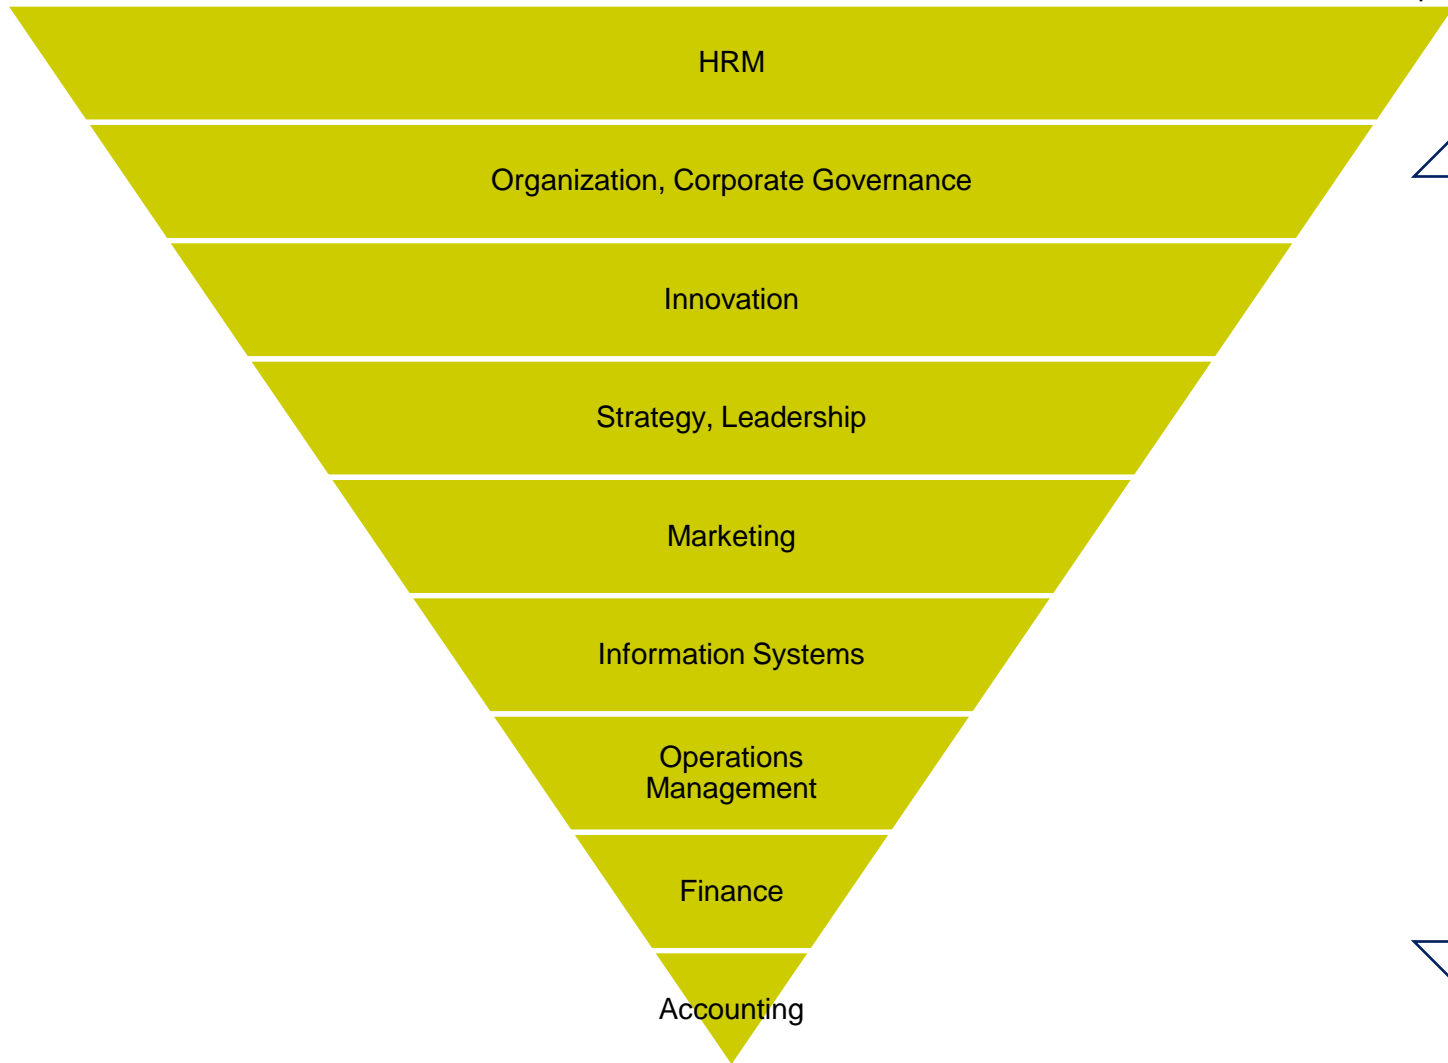 HRM
Organization, Corporate Governance
Innovation
Strategy, Leadership
Marketing
Information Systems
Operations
Management
Finance
Accounting